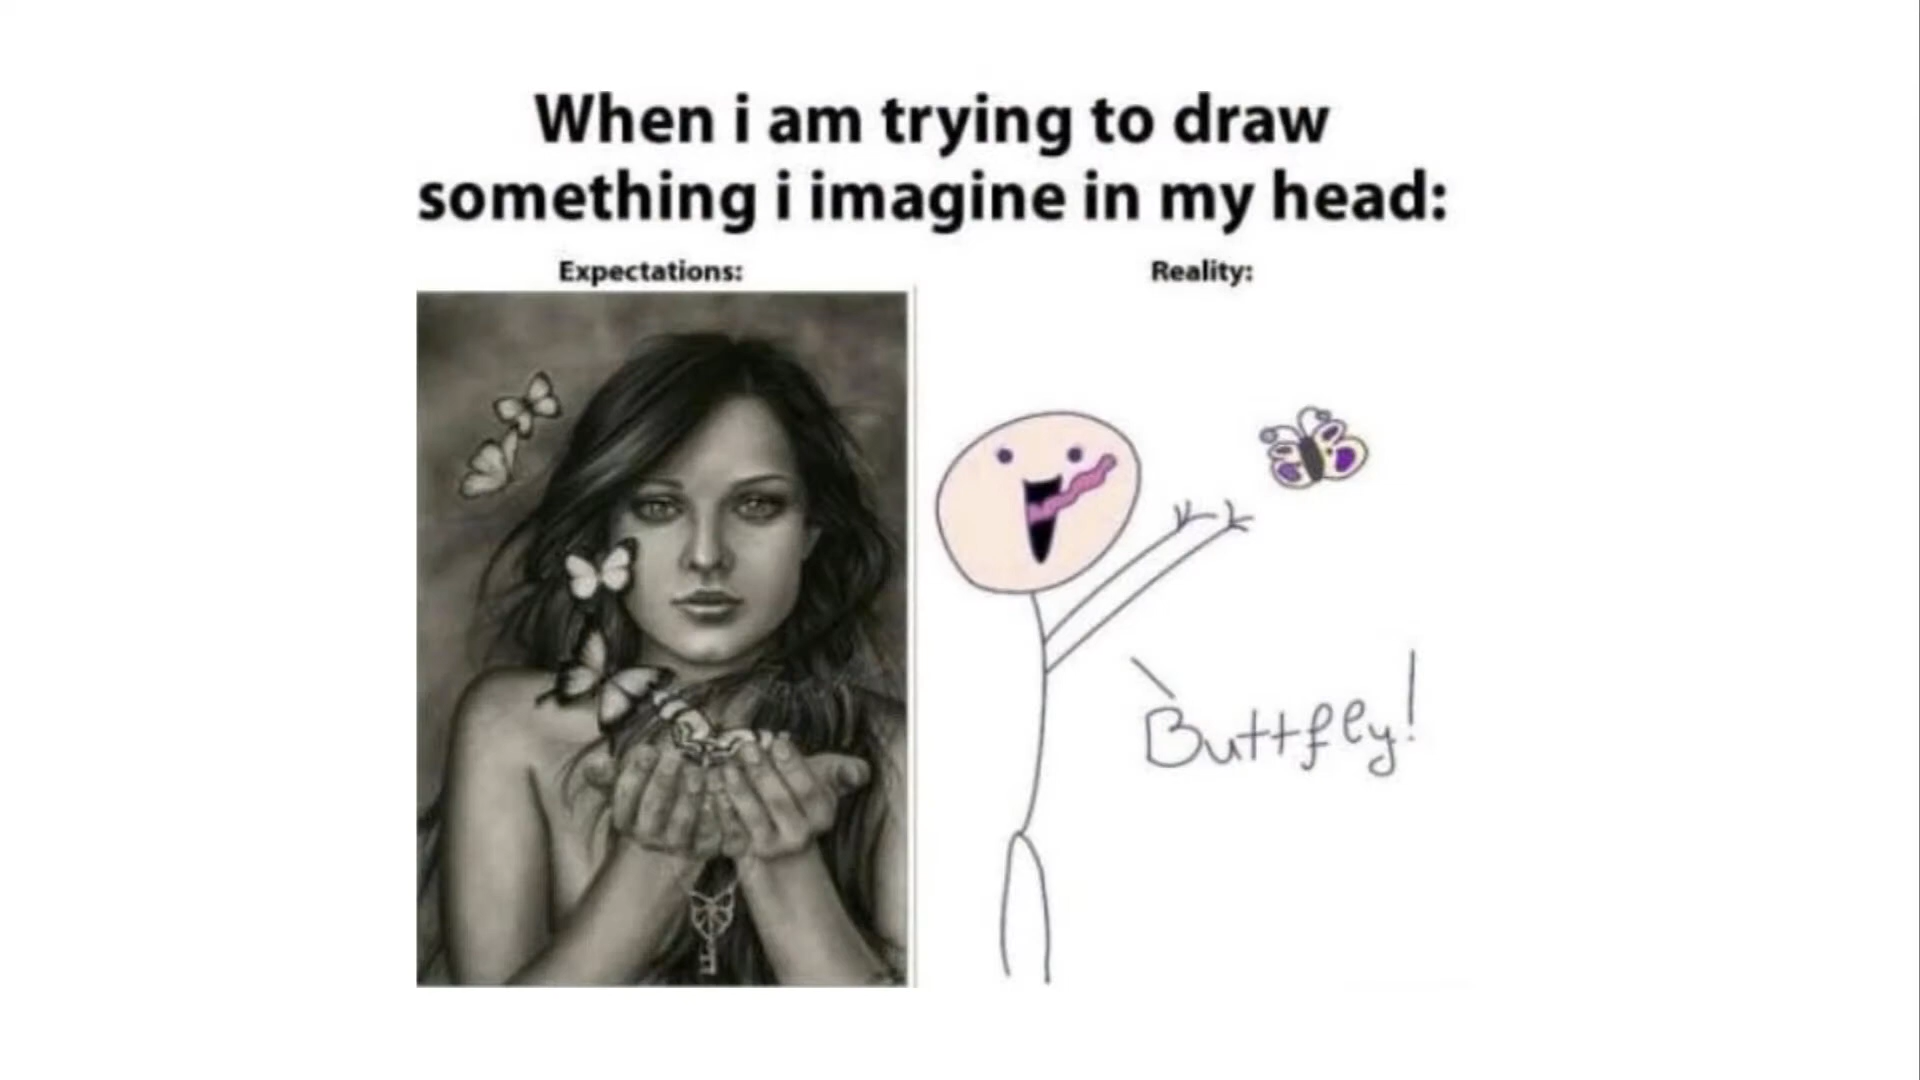 When i am trying to draw
something i imagine in my head:
Expectations:
Reality:
Buttfly!